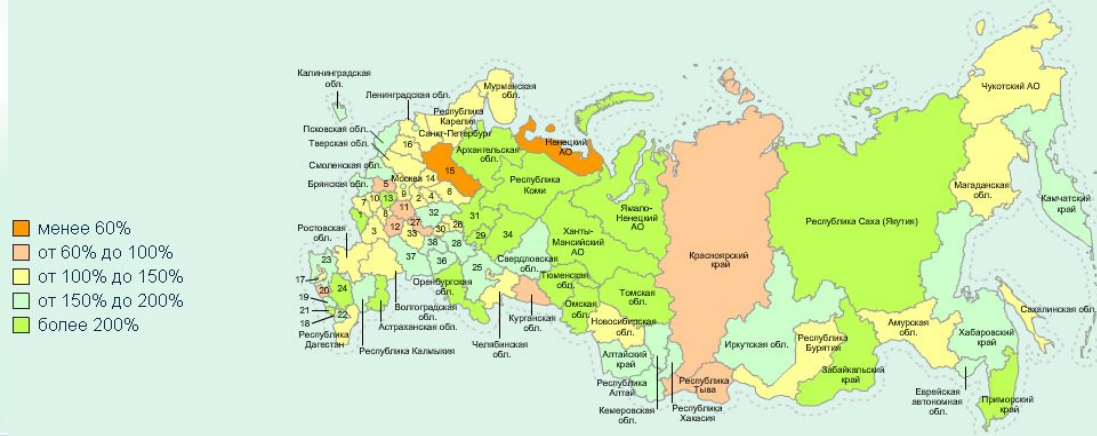 менее 60%
от 60% до 100%
от 100% до 150%
от 150% до 200%
более 200%
Калининградская
обл.
Ленинградская обл.
Мурманская
обл.
Республика
Карелия
Санкт-Петербург
Псковская обл.
Тверская обл.
Смоленская обл.
Брянская обл.
Москва
Архангельская
обл.
Ненецкий
АО
Республика
Коми
Ямало-
Ненецкий
АО
Ханты-
Мансийский
АО
Красноярский
край
Республика Саха (Якутия)
Чукотский АО
Магаданская
обл.
Камчатский
край
Ростовская
обл.
Свердловская
обл.
Тюменская
обл.
Томская
обл.
Омская
обл.
Оренбургская
обл.
Волгоградская
обл.
Астраханская обл.
Республика
Дагестан
Республика Калмыкия
Челябинская
обл.
Курганская
обл.
Новосибирская
обл.
Алтайский
край
Республика
Алтай
Кемеровская
обл.
Республика
Хакасия
Республика
Тыва
Иркутская обл.
Республика
Бурятия
Забайкальский
край
Амурская
обл.
Хабаровский
край
Сахалинская обл.
Еврейская
автономная
обл.
Приморский
край
16
15
14
5
7
10
13
9
2
4
6
1
8
11
3
12
27
32
33
30
26
31
29
34
37
38
36
28
25
23
17
20
24
19
21
18
22